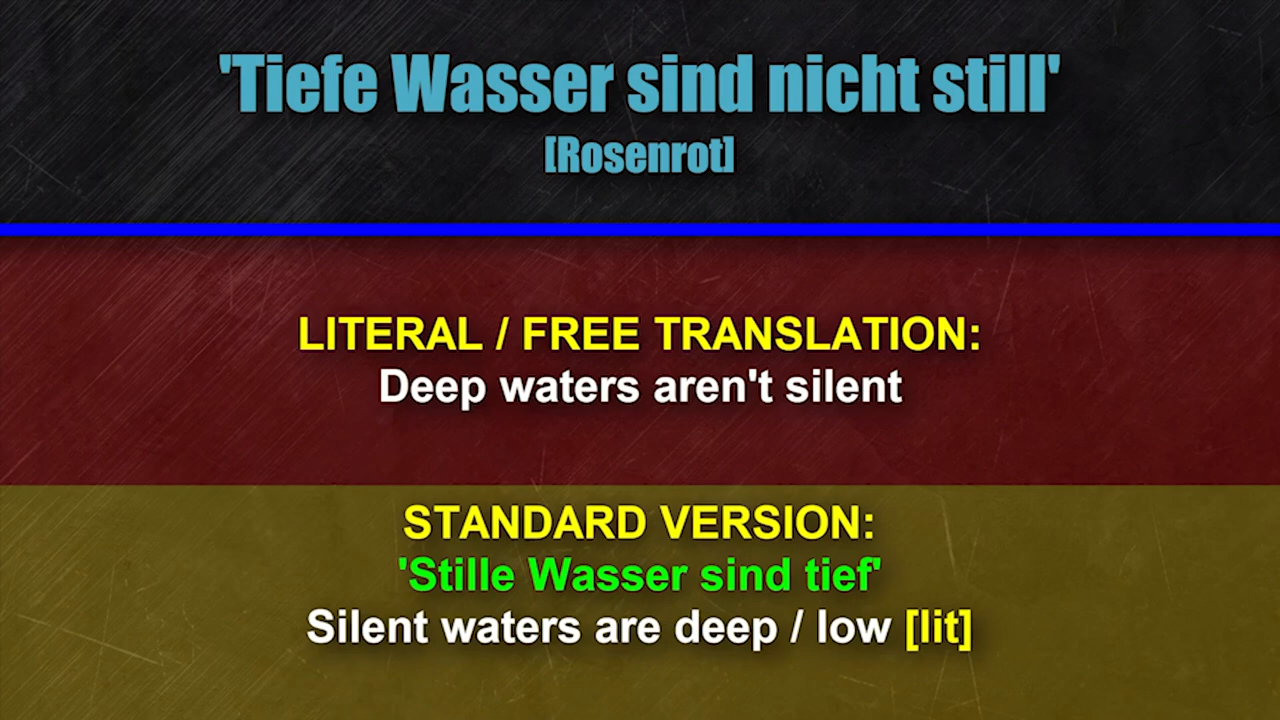 'Tiefe Wasser sind nicht still'
[Rosenrot]
LITERAL / FREE TRANSLATION:
Deep waters aren't silent
STANDARD VERSION:
'Stille Wasser sind tief'
Silent waters are deep / low [lit]